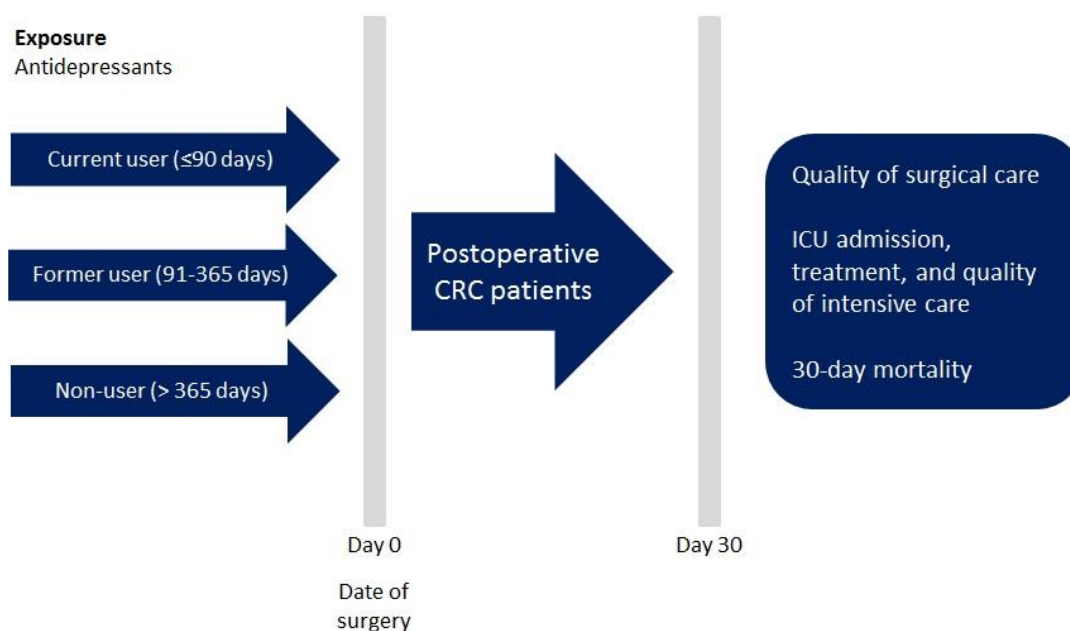 Exposure
Antidepressants
Current user (≤90 days)
Former user (91-365 days)
Non-user (> 365 days)
Postoperative
CRC patients
Quality of surgical care
ICU admission,
treatment, and quality
of intensive care
30-day mortality
Day 0
Date of
surgery
Day 30